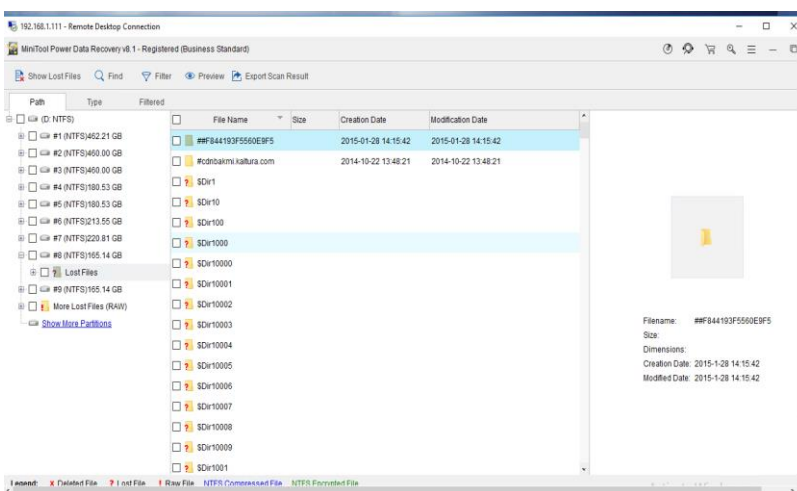 192.168.1.111 - Remote Desktop Connection
MiniTool Power Data Recovery v8.1 - Registered (Business Standard)
Show Lost Files Find Filter Preview Export Scan Result
Path Type Filtered
File Name Size Creation Date Modification Date
(D: NTFS)
#1 (NTFS)462.21 GB
#2 (NTFS)460.00 GB
#3 (NTFS)460.00 GB
#4 (NTFS)180.53 GB
#5 (NTFS)180.53 GB
#6 (NTFS)213.55 GB
#7 (NTFS)220.81 GB
#8 (NTFS)165.14 GB
Lost Files
#9 (NTFS)165.14 GB
More Lost Files (RAW)
Show More Partitions
##F844193F5560E9F5 2015-01-28 14:15:42 2015-01-28 14:15:42
#cdnbakmi.kaltura.com 2014-10-22 13:48:21 2014-10-22 13:48:21
$Dir1
$Dir10
$Dir100
$Dir1000
$Dir10000
$Dir10001
$Dir10002
$Dir10003
$Dir10004
$Dir10005
$Dir10006
$Dir10007
$Dir10008
$Dir10009
$Dir1001
Filename: ##F844193F5560E9F5
Size:
Dimensions:
Creation Date: 2015-1-28 14:15:42
Modified Date: 2015-1-28 14:15:42
Legend: X Deleted File ? Lost File ! Raw File NTFS Compressed File NTFS Encrypted File